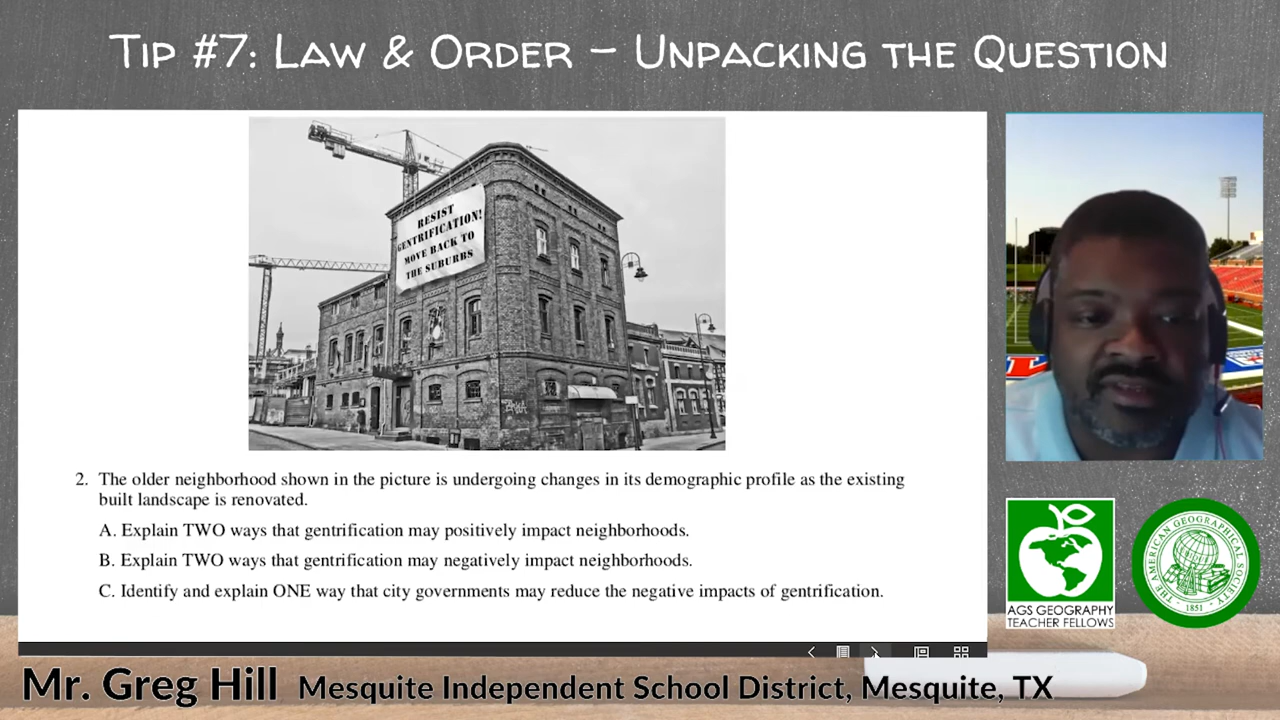 TIP #7: LAW & ORDER – UNPACKING THE QUESTION
RESIST
GENTRIFICATION!
MOVE BACK TO
THE SUBURBS
2. The older neighborhood shown in the picture is undergoing changes in its demographic profile as the existing
built landscape is renovated.
A. Explain TWO ways that gentrification may positively impact neighborhoods.
B. Explain TWO ways that gentrification may negatively impact neighborhoods.
C. Identify and explain ONE way that city governments may reduce the negative impacts of gentrification.
AGS GEOGRAPHY
TEACHER FELLOWS
THE AMERICAN GEOGRAPHICAL SOCIETY
1851
Mr. Greg Hill Mesquite Independent School District, Mesquite, TX